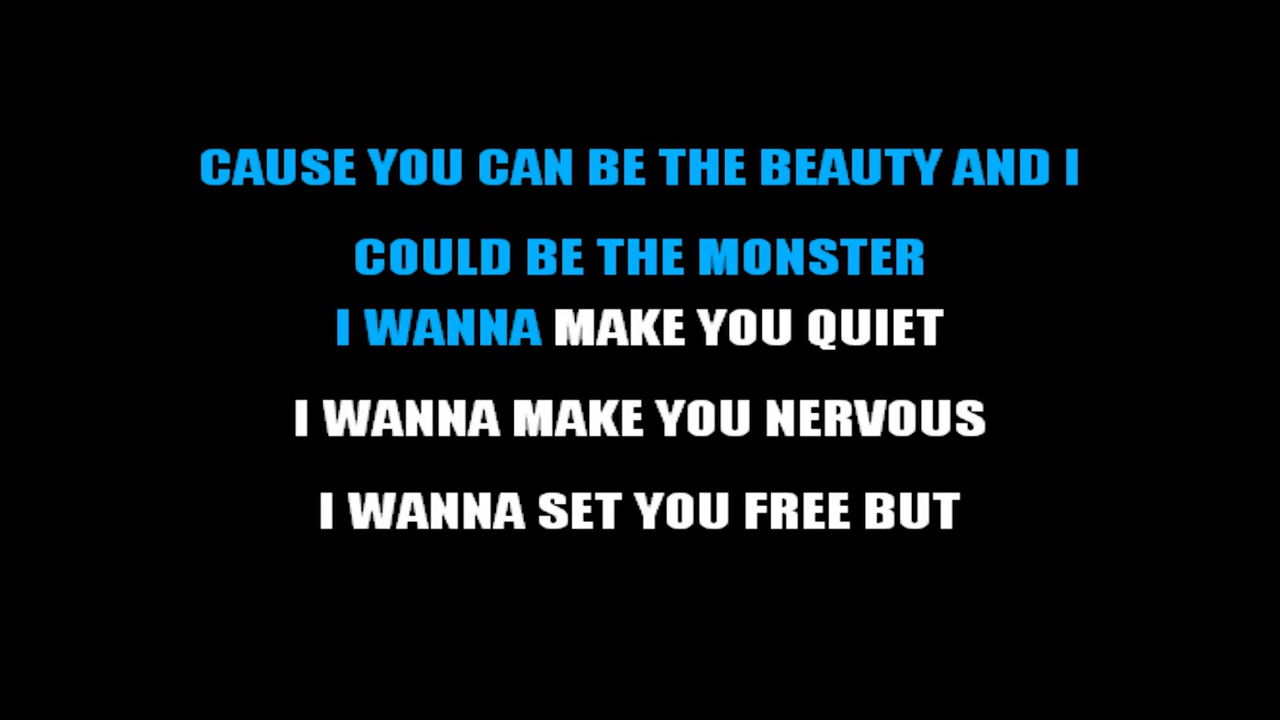 CAUSE YOU CAN BE THE BEAUTY AND I
COULD BE THE MONSTER
I WANNA MAKE YOU QUIET
I WANNA MAKE YOU NERVOUS
I WANNA SET YOU FREE BUT